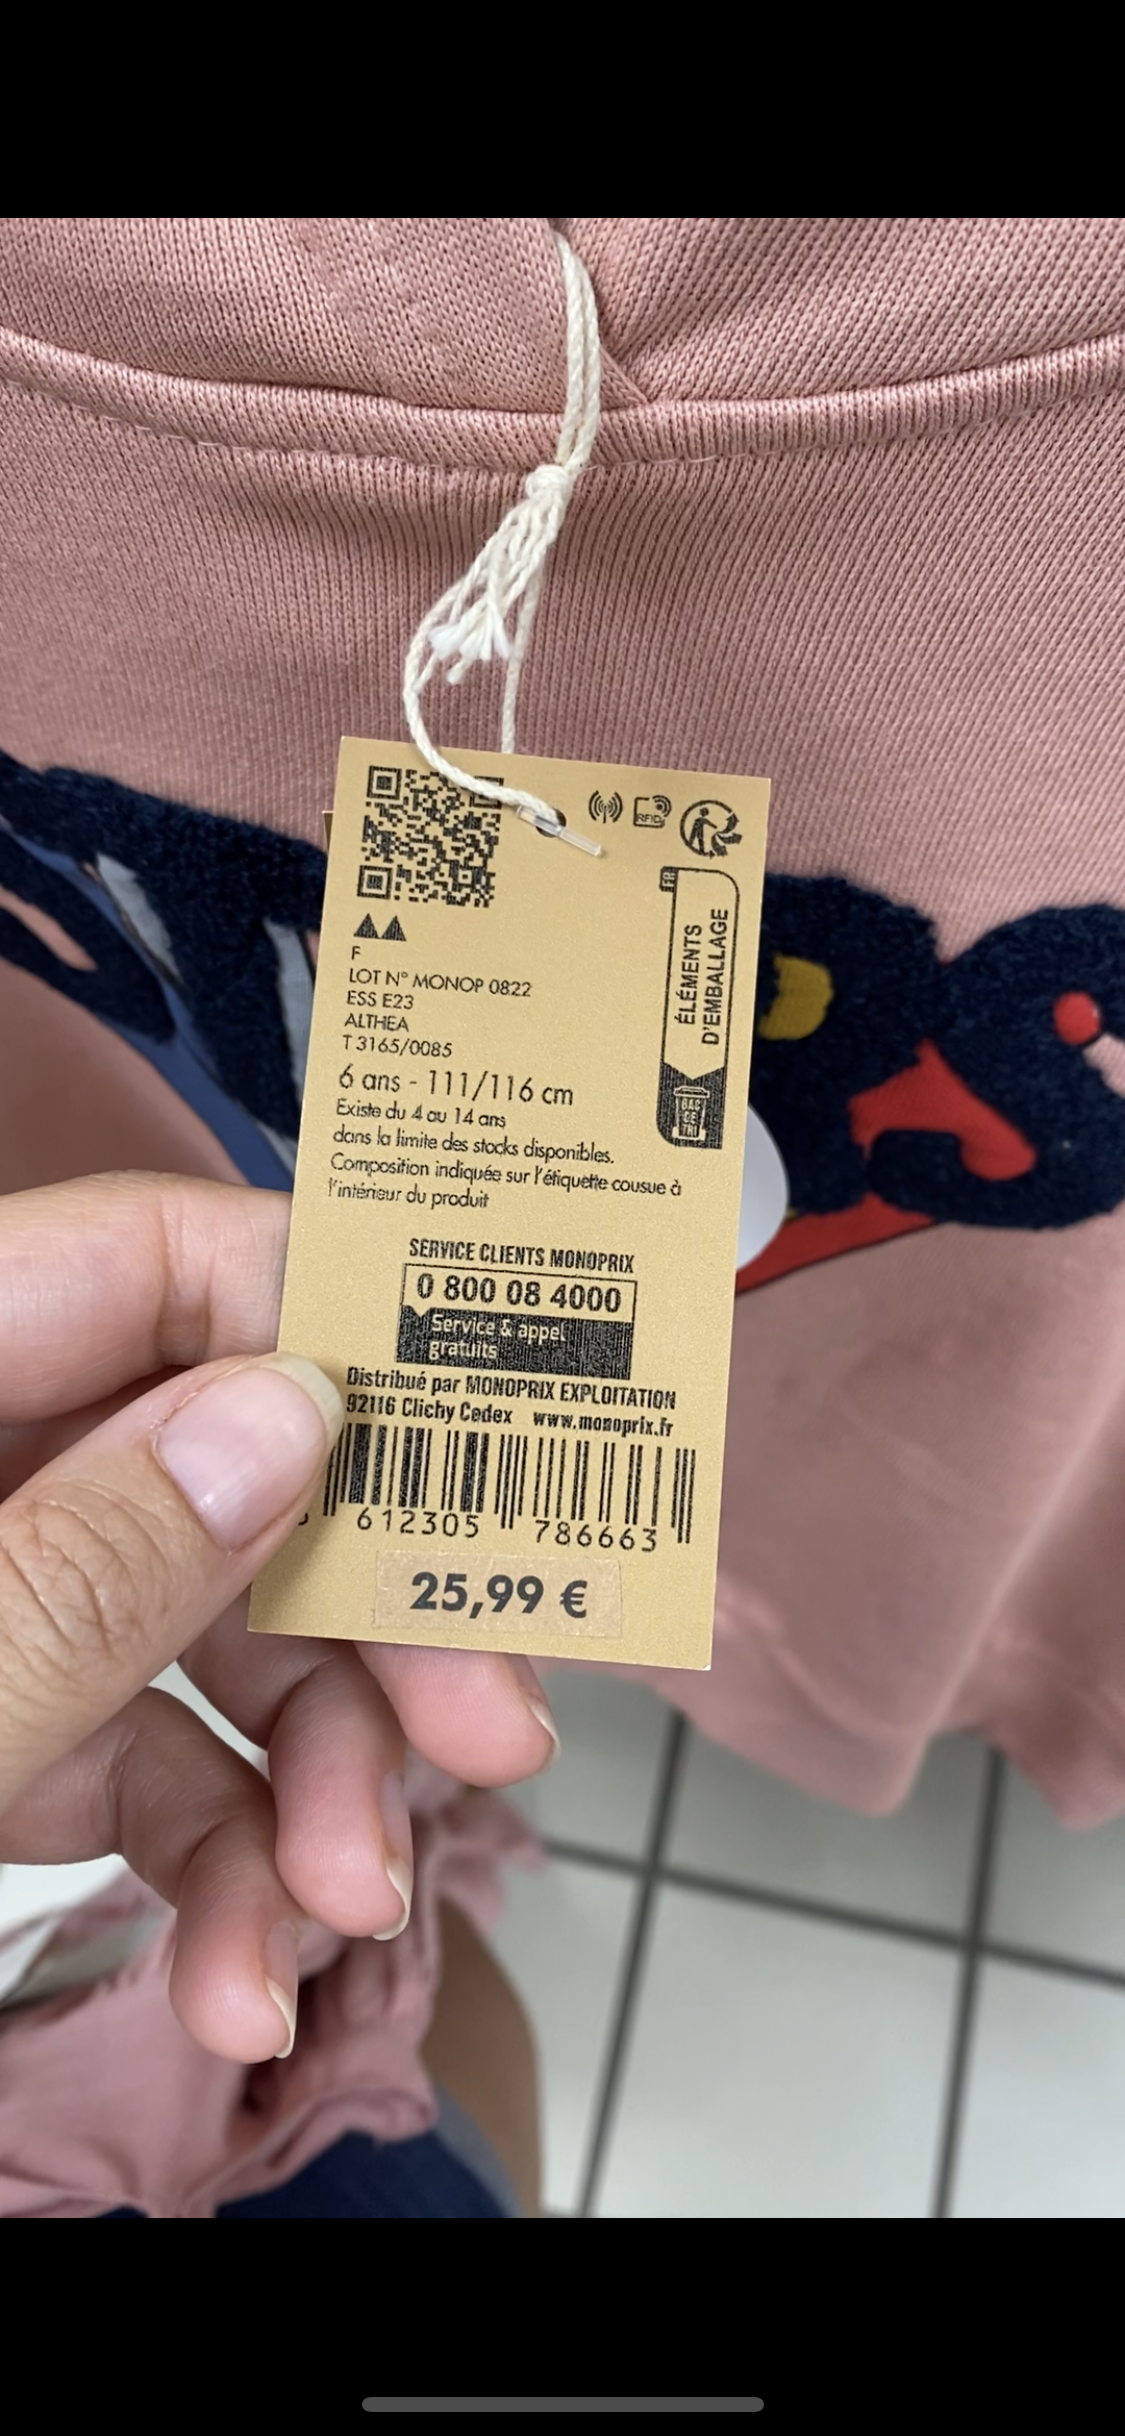 RFID
FR
ÉLÉMENTS
D'EMBALLAGE
BAC
DE
TRI
F
LOT N° MONOP 0822
ESS E23
ALTHEA
T 3165/0085
6 ans - 111/116 cm
Existe du 4 au 14 ans
dans la limite des stocks disponibles.
Composition indiquée sur l'étiquette cousue à
l'intérieur du produit
SERVICE CLIENTS MONOPRIX
0 800 08 4000
Service & appel
gratuits
Distribué par MONOPRIX EXPLOITATION
92116 Clichy Cedex www.monoprix.fr
612305 786663
25,99 €